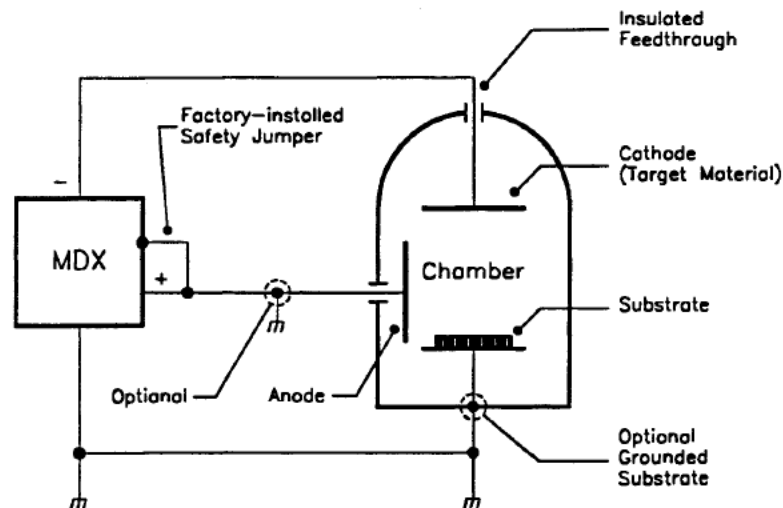 Insulated
Feedthrough
Factory-installed
Safety Jumper
Cathode
(Target Material)
-
MDX
+
Chamber
Substrate
Optional
Anode
Optional
Grounded
Substrate